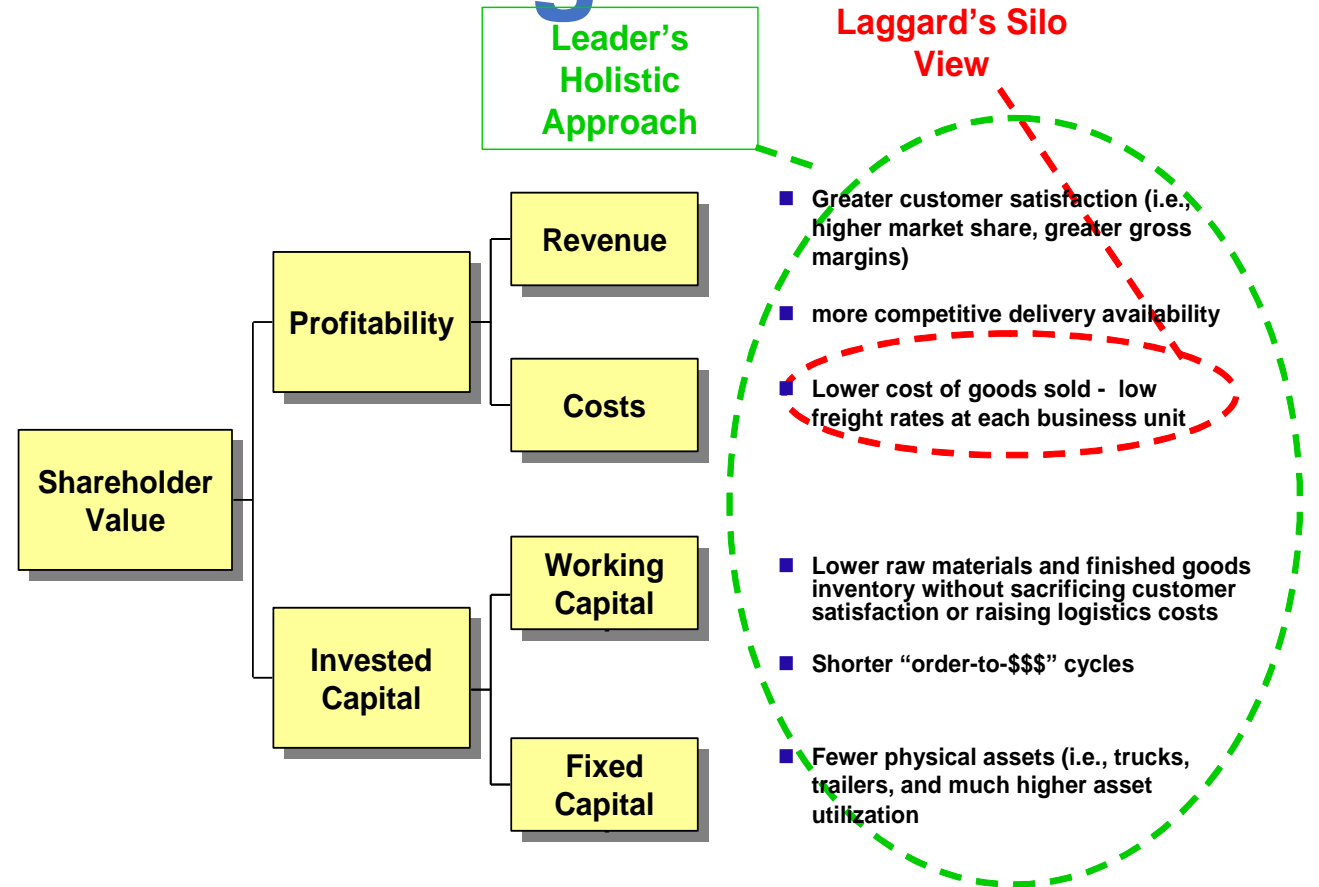 Leader’s
Holistic
Approach
Laggard’s Silo
View
Shareholder
Value
Profitability
Invested
Capital
Revenue
Costs
Working
Capital
Fixed
Capital
Greater customer satisfaction (i.e.,
higher market share, greater gross
margins)
more competitive delivery availability
Lower cost of goods sold -  low
freight rates at each business unit
Lower raw materials and finished goods
inventory without sacrificing customer
satisfaction or raising logistics costs
Shorter “order-to-$$$” cycles
Fewer physical assets (i.e., trucks,
trailers, and much higher asset
utilization